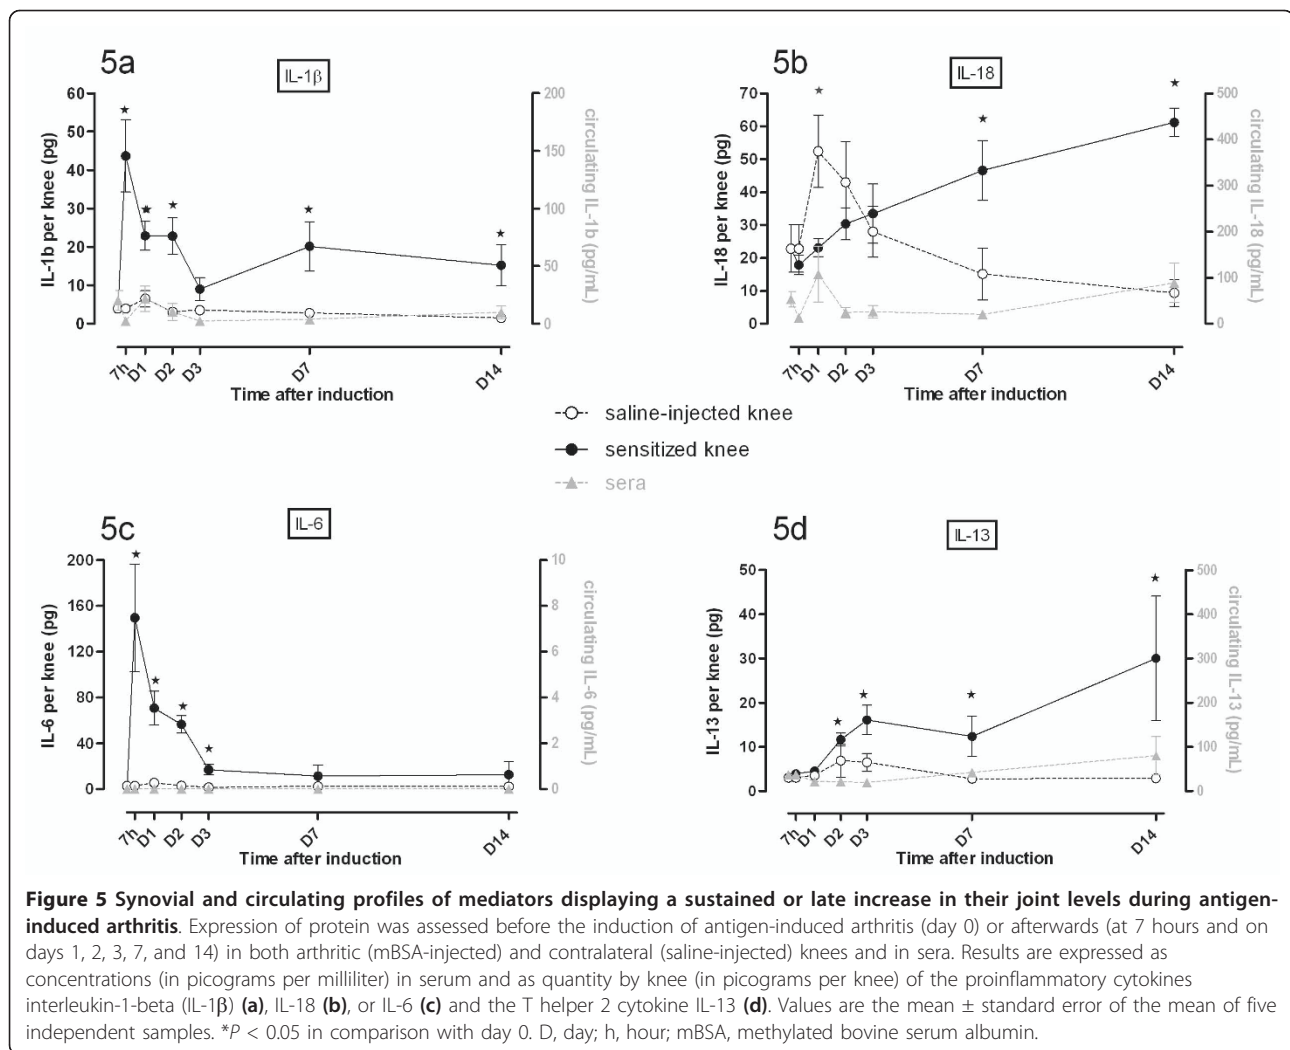 5a
IL-1β
60
50
40
30
20
10
0
IL-1b per knee (pg)
200
150
100
50
0
circulating IL-1b (pg/mL)
7h
D1
D2
D3
D7
D14
Time after induction
5b
IL-18
70
60
50
40
30
20
10
0
IL-18 per knee (pg)
500
400
300
200
100
0
circulating IL-18 (pg/mL)
7h
D1
D2
D3
D7
D14
Time after induction
saline-injected knee
sensitized knee
sera
5c
IL-6
200
160
120
80
40
0
IL-6 per knee (pg)
10
8
6
4
2
0
circulating IL-6 (pg/mL)
7h
D1
D2
D3
D7
D14
Time after induction
5d
IL-13
50
40
30
20
10
0
IL-13 per knee (pg)
500
400
300
200
100
0
circulating IL-13 (pg/mL)
7h
D1
D2
D3
D7
D14
Time after induction
Figure 5 Synovial and circulating profiles of mediators displaying a sustained or late increase in their joint levels during antigen-
induced arthritis. Expression of protein was assessed before the induction of antigen-induced arthritis (day 0) or afterwards (at 7 hours and on
days 1, 2, 3, 7, and 14) in both arthritic (mBSA-injected) and contralateral (saline-injected) knees and in sera. Results are expressed as
concentrations (in picograms per milliliter) in serum and as quantity by knee (in picograms per knee) of the proinflammatory cytokines
interleukin-1-beta (IL-1β) (a), IL-18 (b), or IL-6 (c) and the T helper 2 cytokine IL-13 (d). Values are the mean ± standard error of the mean of five
independent samples. *P < 0.05 in comparison with day 0. D, day; h, hour; mBSA, methylated bovine serum albumin.